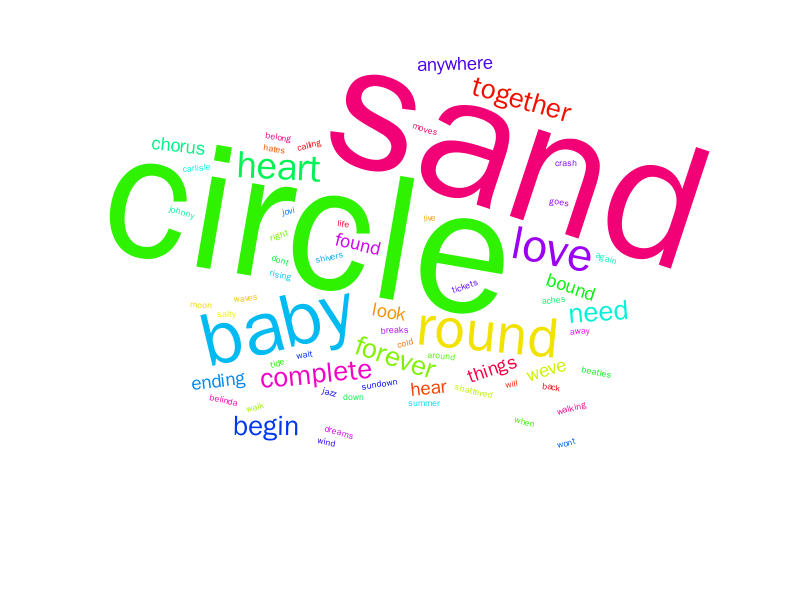 anywhere
sand
together
moves
belong
chorus
hates
calling
crash
carlisle
heart
circle
goes
johnny
jovi
live
life
right
found
love
shivers
again
dont
rising
bound
tickets
aches
moon
waves
salty
look
need
baby
round
breaks
away
cold
wait
forever
around
tide
things
weve
beatles
complete
ending
sundown
hear
will
back
shattered
jazz
down
belinda
walk
summer
walking
begin
when
dreams
wind
wont